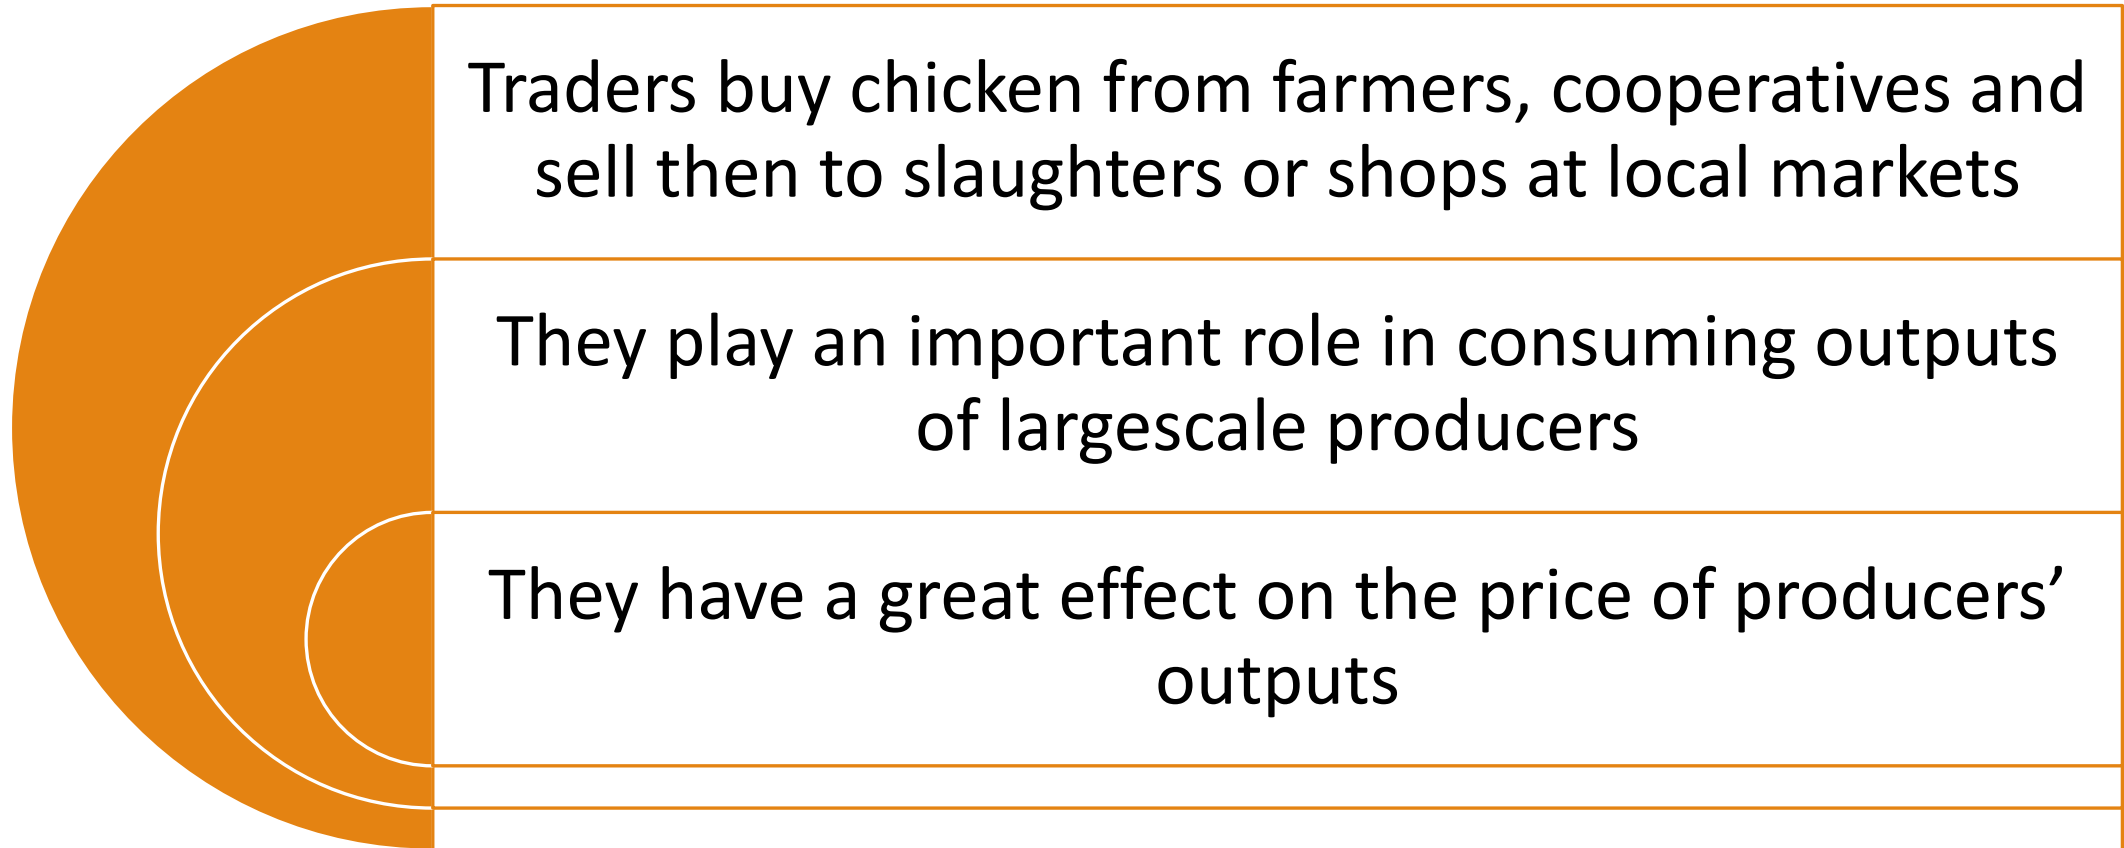 Traders buy chicken from farmers, cooperatives and
sell then to slaughters or shops at local markets
They play an important role in consuming outputs
of largescale producers
They have a great effect on the price of producers’
outputs